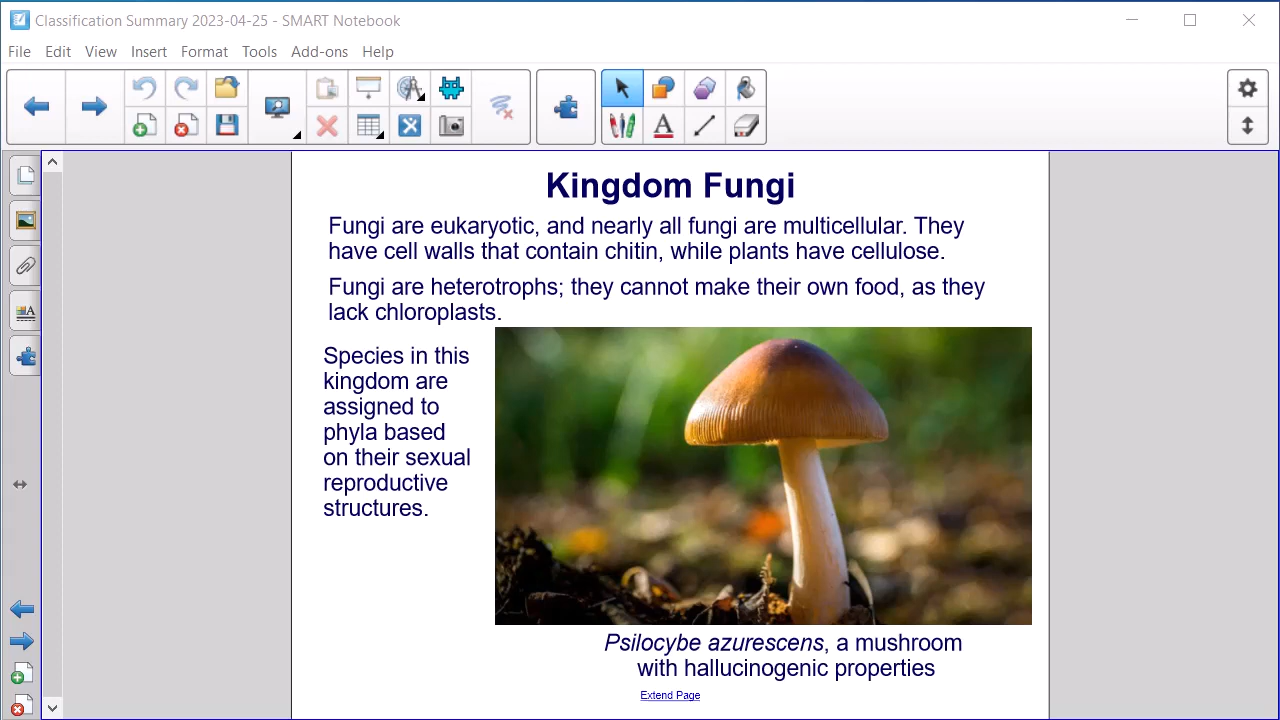 Classification Summary 2023-04-25 - SMART Notebook
File Edit View Insert Format Tools Add-ons Help
Kingdom Fungi
Fungi are eukaryotic, and nearly all fungi are multicellular. They
have cell walls that contain chitin, while plants have cellulose.
Fungi are heterotrophs; they cannot make their own food, as they
lack chloroplasts.
Species in this
kingdom are
assigned to
phyla based
on their sexual
reproductive
structures.
Psilocybe azurescens, a mushroom
with hallucinogenic properties
Extend Page